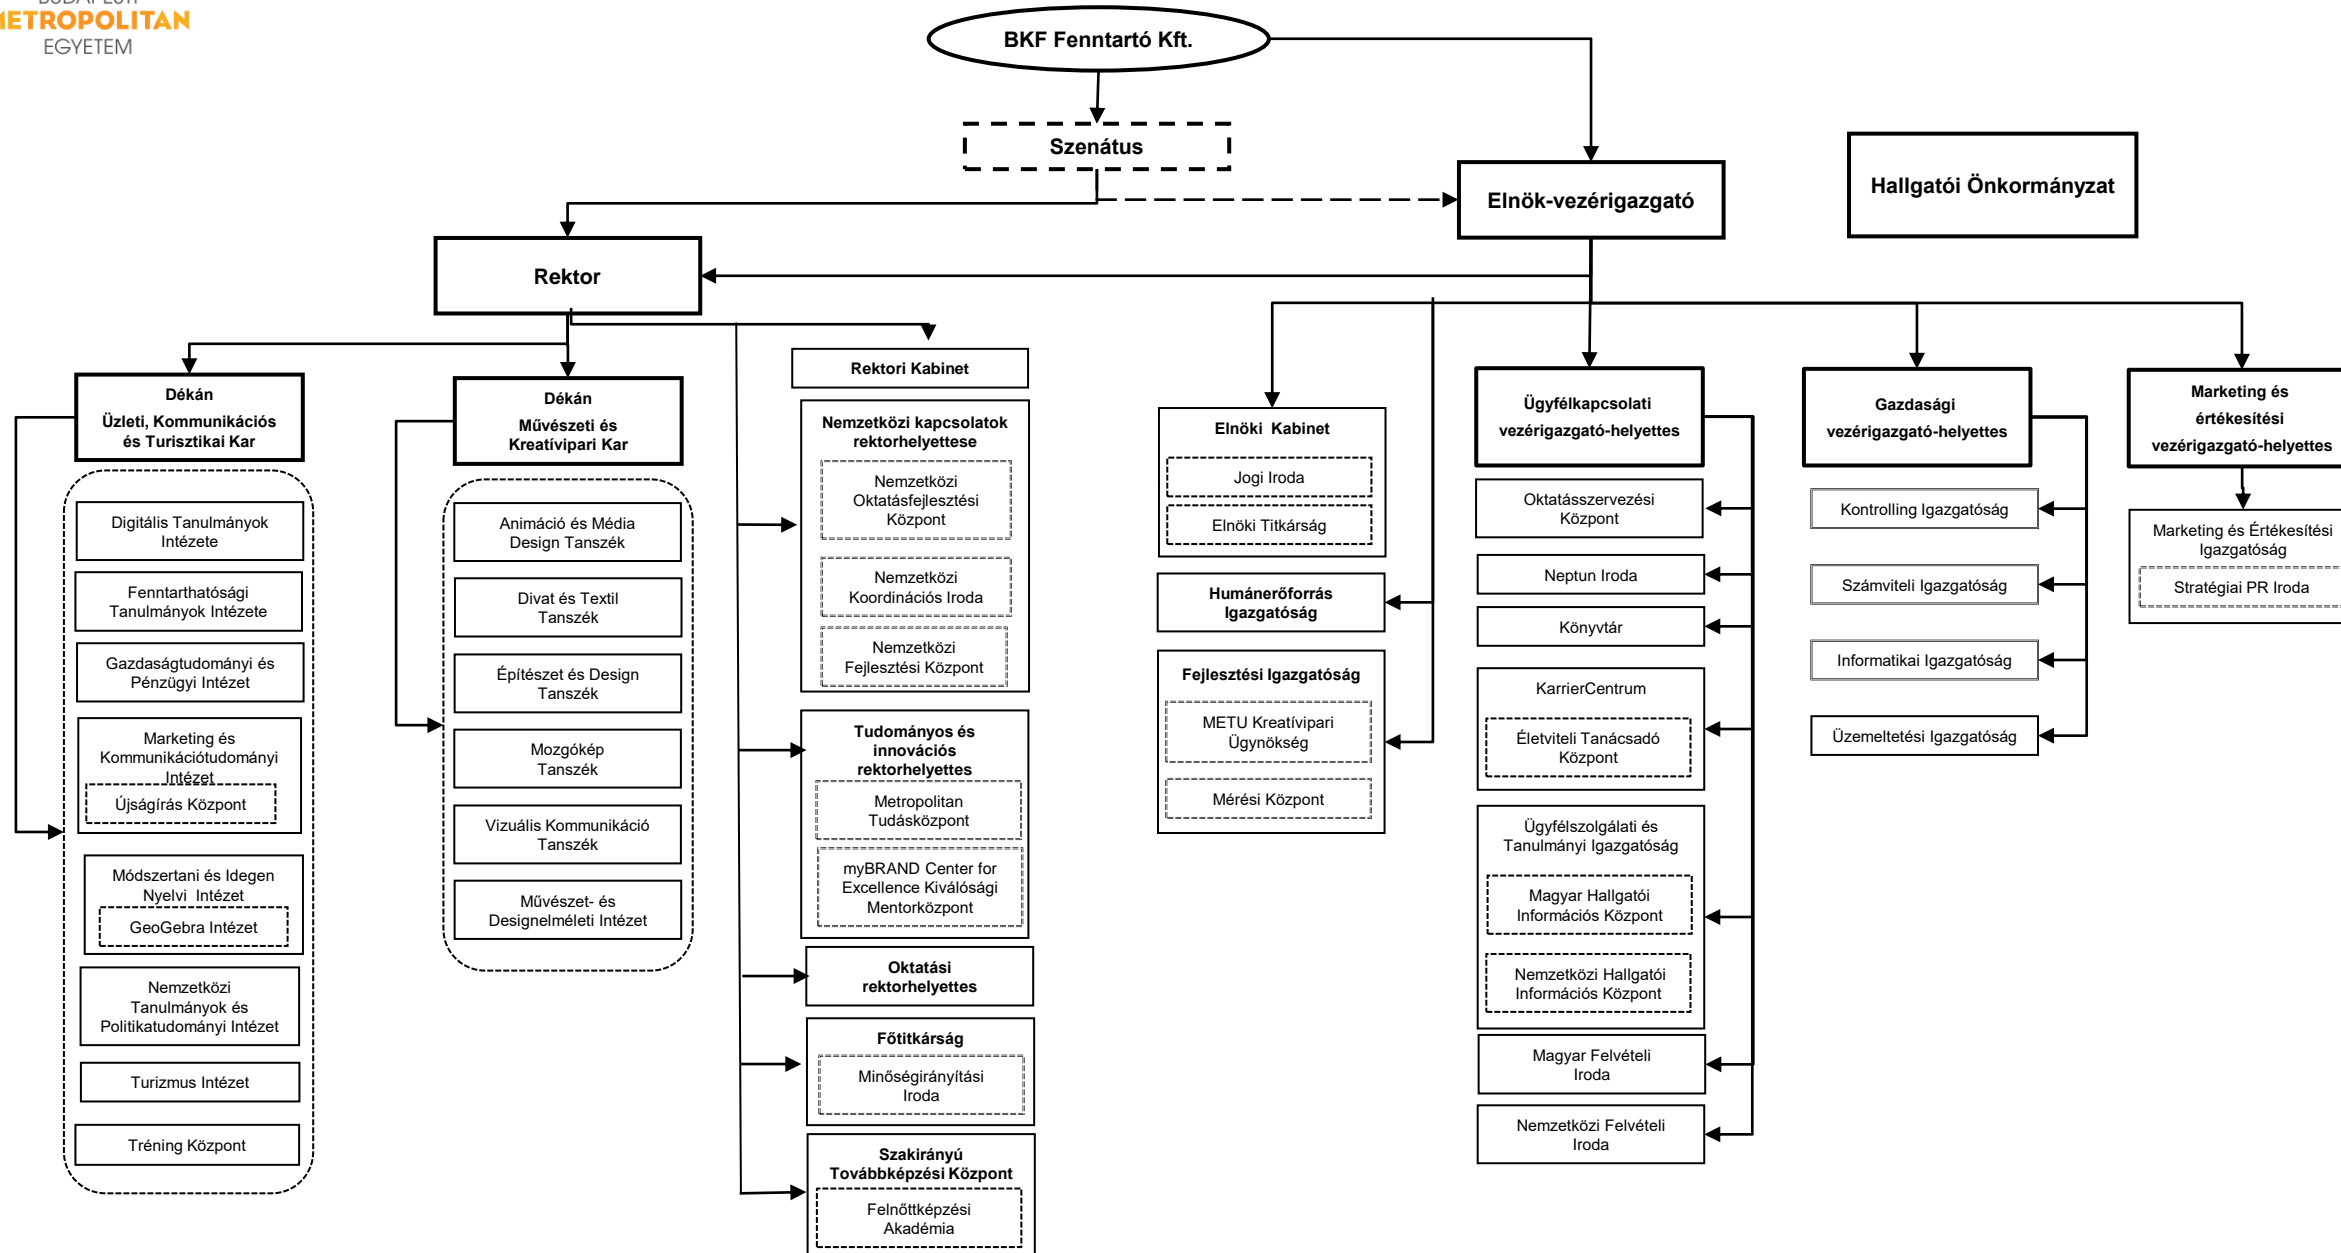 BUDAPESTI
METROPOLITAN
EGYETEM
BKF Fenntartó Kft.
Szenátus
Elnök-vezérigazgató
Hallgatói Önkormányzat
Rektor
Dékán
Üzleti, Kommunikációs
és Turisztikai Kar
Digitális Tanulmányok
Intézete
Fenntarthatósági
Tanulmányok Intézete
Gazdaságtudományi és
Pénzügyi Intézet
Marketing és
Kommunikációtudományi
Intézet
Újságírás Központ
Módszertani és Idegen
Nyelvi Intézet
GeoGebra Intézet
Nemzetközi
Tanulmányok és
Politikatudományi Intézet
Turizmus Intézet
Tréning Központ
Dékán
Művészeti és
Kreatívipari Kar
Animáció és Média
Design Tanszék
Divat és Textil
Tanszék
Építészet és Design
Tanszék
Mozgókép
Tanszék
Vizuális Kommunikáció
Tanszék
Művészet- és
Designelméleti Intézet
Rektori Kabinet
Nemzetközi kapcsolatok
rektorhelyettese
Nemzetközi
Oktatásfejlesztési
Központ
Nemzetközi
Koordinációs Iroda
Nemzetközi
Fejlesztési Központ
Tudományos és
innovációs
rektorhelyettes
Metropolitan
Tudásközpont
myBRAND Center for
Excellence Kiválósági
Mentorközpont
Oktatási
rektorhelyettes
Főtitkárság
Minőségirányítási
Iroda
Szakirányú
Továbbképzési Központ
Felnőttképzési
Akadémia
Elnöki Kabinet
Jogi Iroda
Elnöki Titkárság
Humánerőforrás
Igazgatóság
Fejlesztési Igazgatóság
METU Kreatívipari
Ügynökség
Mérési Központ
Ügyfélkapcsolati
vezérigazgató-helyettes
Oktatásszervezési
Központ
Neptun Iroda
Könyvtár
KarrierCentrum
Életviteli Tanácsadó
Központ
Ügyfélszolgálati és
Tanulmányi Igazgatóság
Magyar Hallgatói
Információs Központ
Nemzetközi Hallgatói
Információs Központ
Magyar Felvételi
Iroda
Nemzetközi Felvételi
Iroda
Gazdasági
vezérigazgató-helyettes
Kontrolling Igazgatóság
Számviteli Igazgatóság
Informatikai Igazgatóság
Üzemeltetési Igazgatóság
Marketing és
értékesítési
vezérigazgató-helyettes
Marketing és Értékesítési
Igazgatóság
Stratégiai PR Iroda